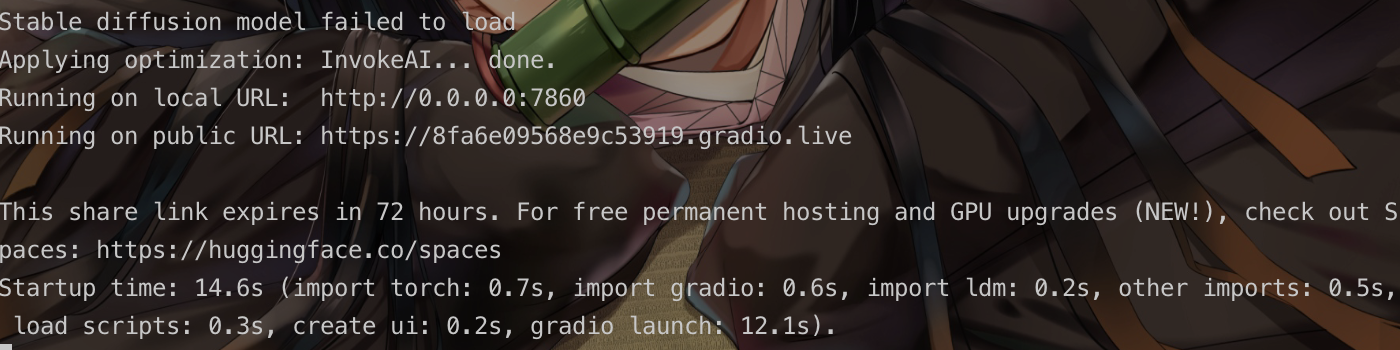 Stable diffusion model failed to load
Applying optimization: InvokeAI... done.
Running on local URL:  http://0.0.0.0:7860
Running on public URL: https://8fa6e09568e9c53919.gradio.live
This share link expires in 72 hours. For free permanent hosting and GPU upgrades (NEW!), check out S
paces: https://huggingface.co/spaces
Startup time: 14.6s (import torch: 0.7s, import gradio: 0.6s, import ldm: 0.2s, other imports: 0.5s,
 load scripts: 0.3s, create ui: 0.2s, gradio launch: 12.1s).